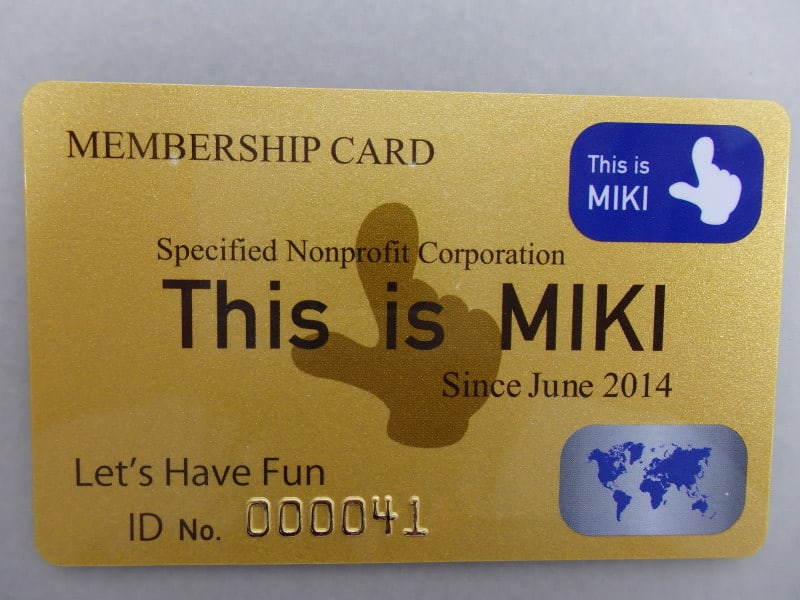 MEMBERSHIP CARD
This is
MIKI
Specified Nonprofit Corporation
This is MIKI
Since June 2014
Let's Have Fun
ID No. 000041